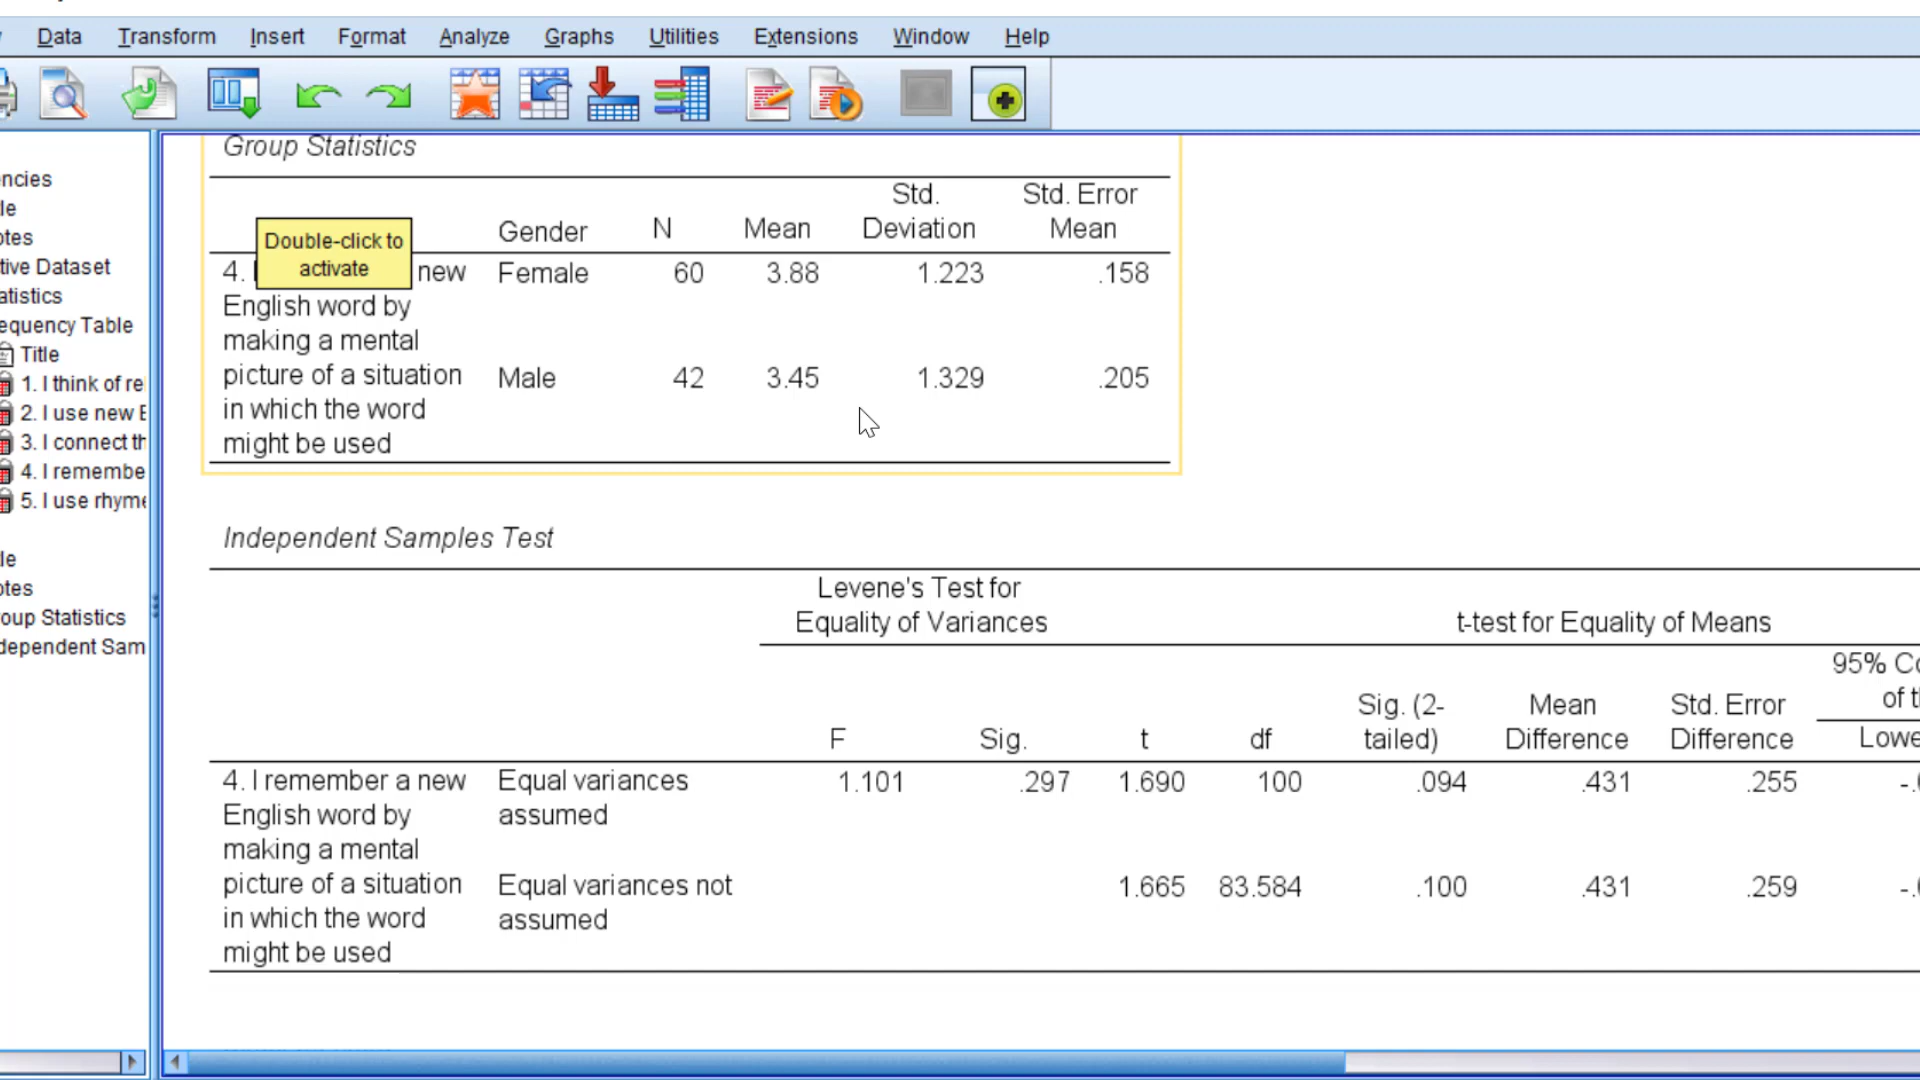 Data Transform Insert Format Analyze Graphs Utilities Extensions Window Help
encies
le
otes
tive Dataset
atistics
equency Table
Title
1. I think of re
2. I use new E
3. I connect th
4. I remembe
5. I use rhyme
le
otes
oup Statistics
dependent Sam
Group Statistics
Gender N Mean Std. Deviation Std. Error Mean
Double-click to
activate
4. new Female 60 3.88 1.223 .158
English word by
making a mental
picture of a situation Male 42 3.45 1.329 .205
in which the word
might be used
Independent Samples Test
Levene's Test for
Equality of Variances t-test for Equality of Means
95% Co
of t
F Sig. t df Sig. (2-tailed) Mean Difference Std. Error Difference Lowe
4. I remember a new Equal variances 1.101 .297 1.690 100 .094 .431 .255 -.
English word by assumed
making a mental
picture of a situation Equal variances not 1.665 83.584 .100 .431 .259 -.
in which the word assumed
might be used